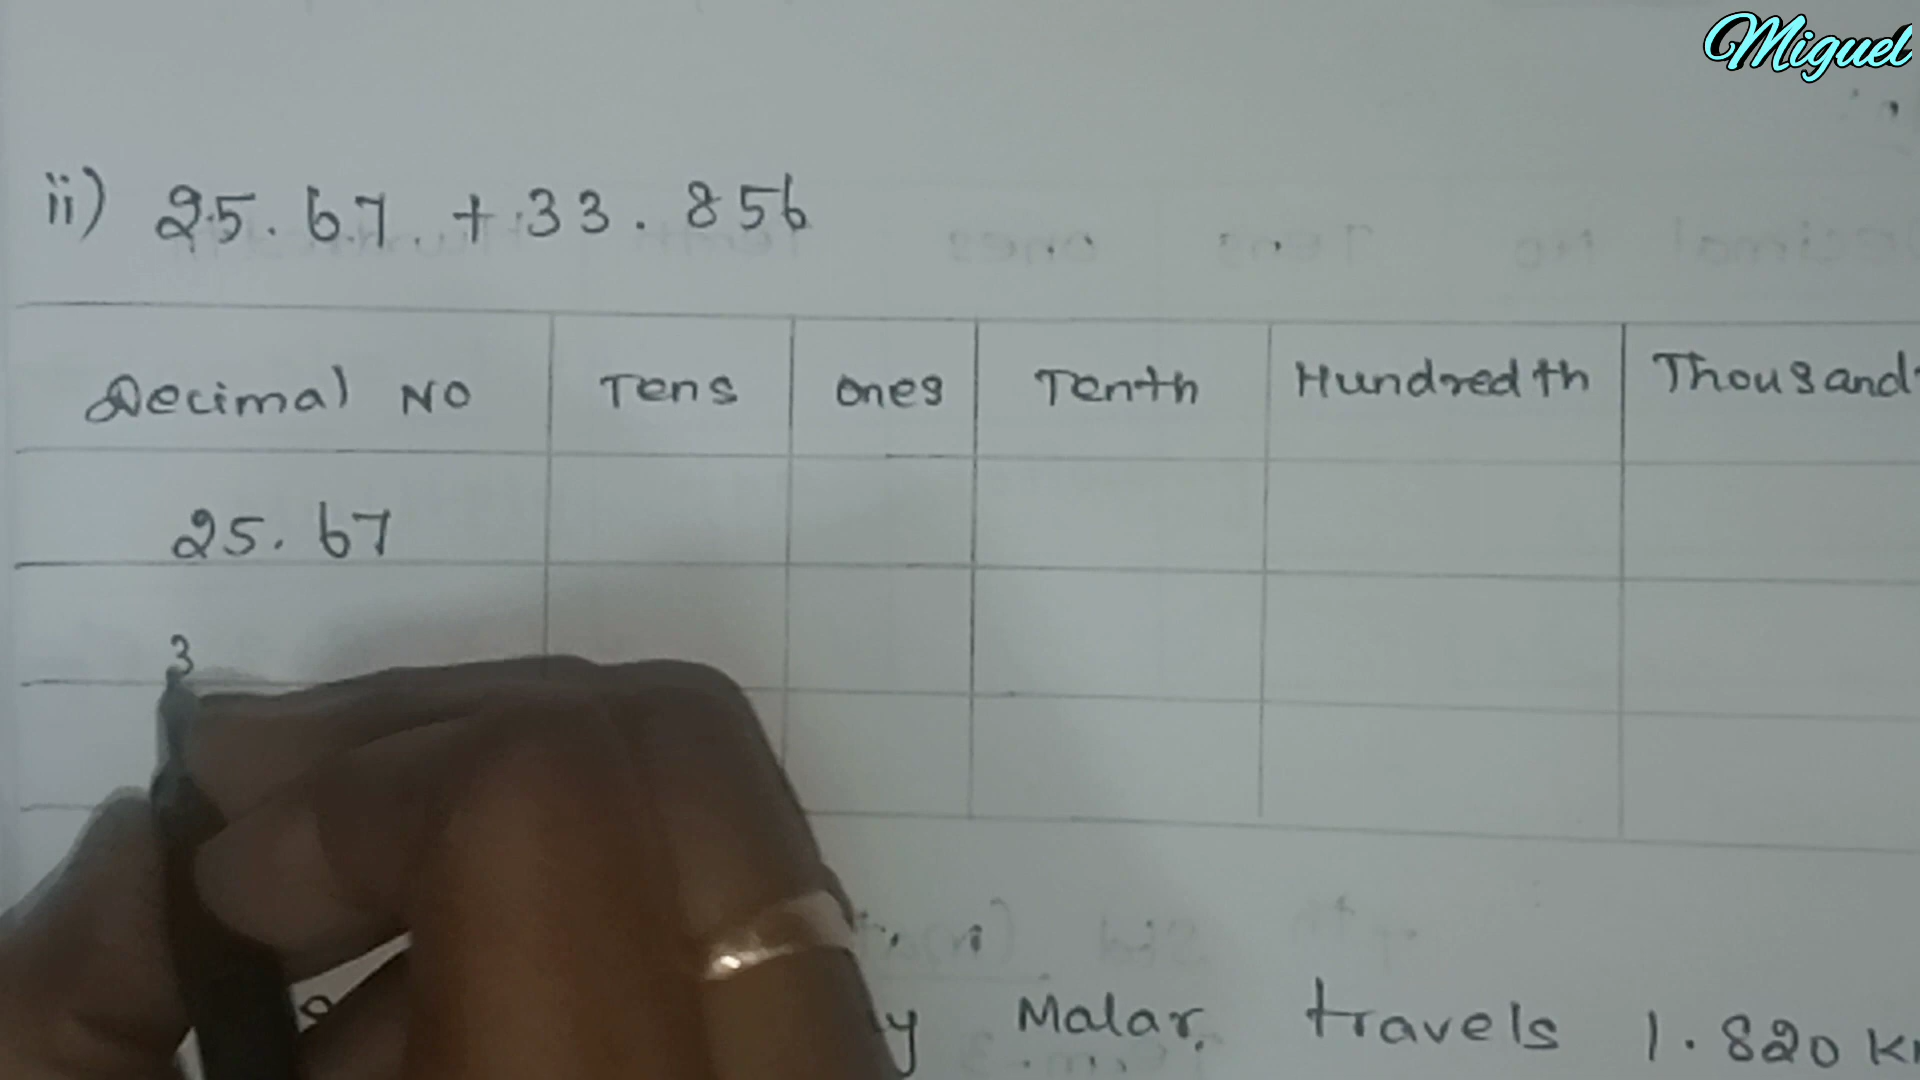 Miguel
ii) 25.67 + 33.856
Decimal No Tens ones Tenth Hundredth Thousand
25.67
3
y Malar, travels 1.820 K